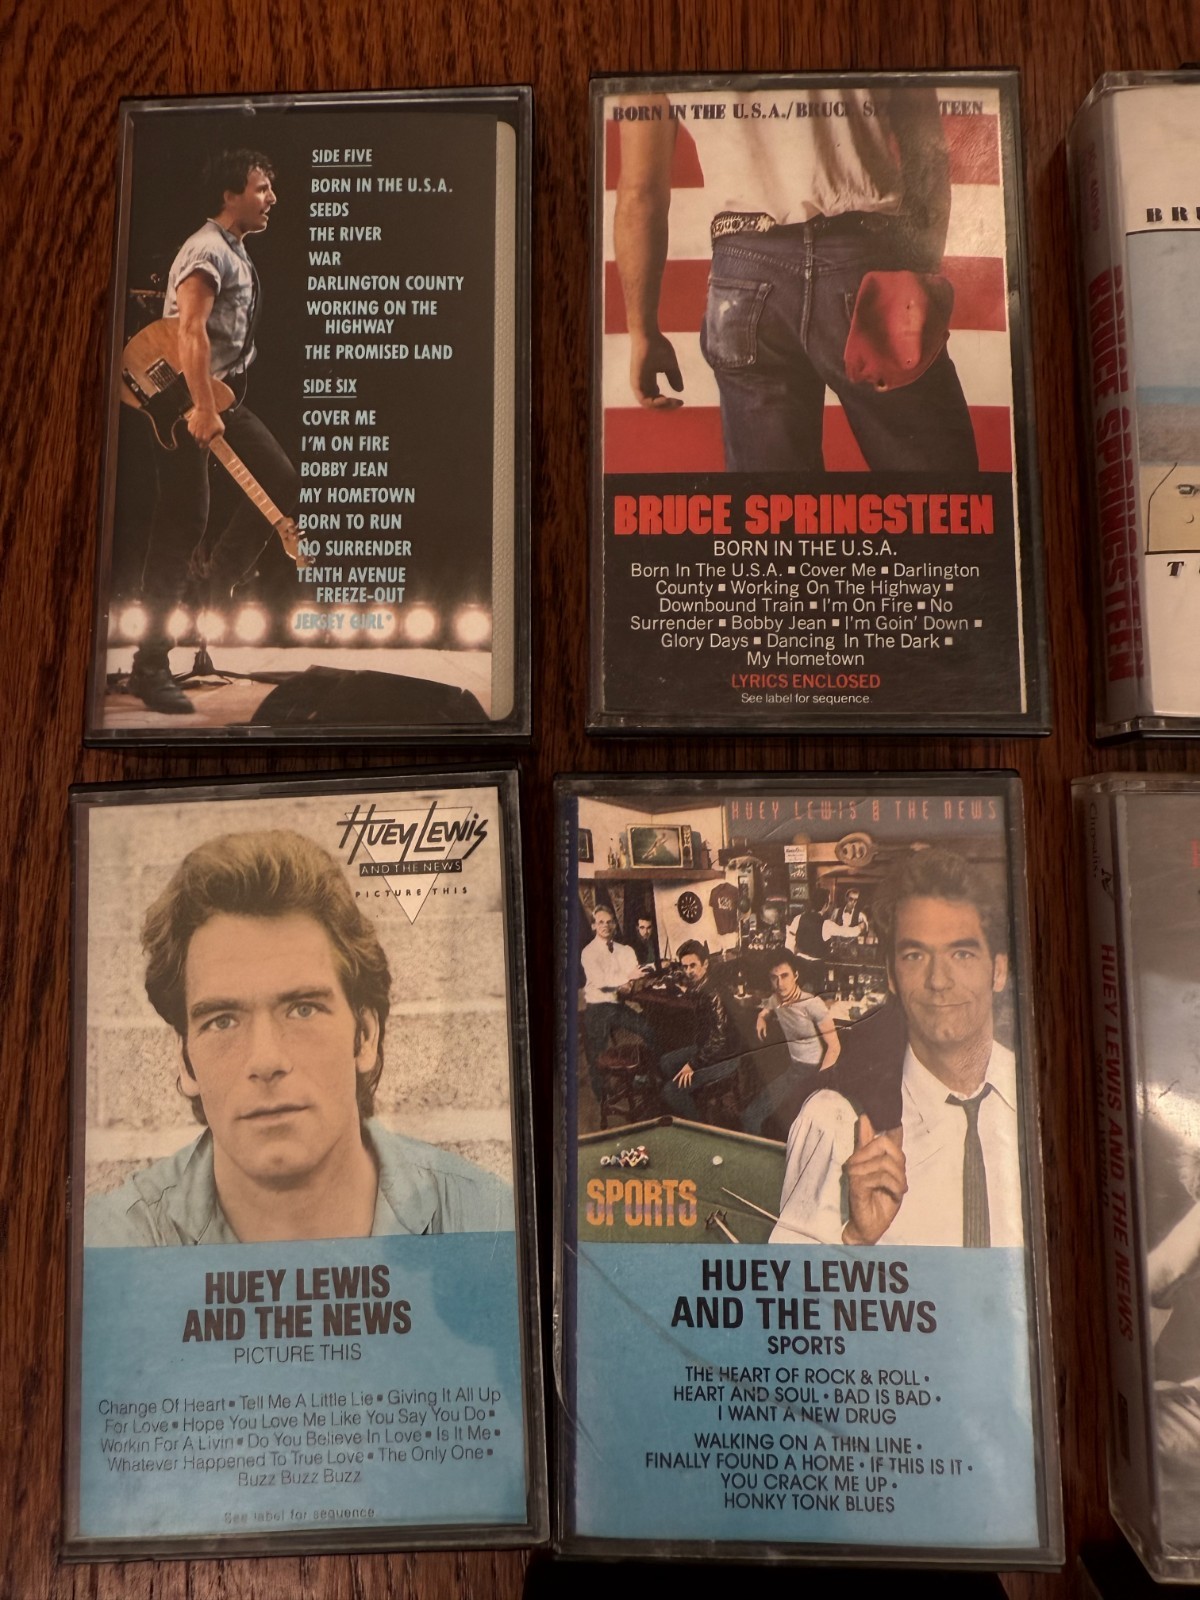 SIDE FIVE
BORN IN THE U.S.A.
SEEDS
THE RIVER
WAR
DARLINGTON COUNTY
WORKING ON THE
HIGHWAY
THE PROMISED LAND
SIDE SIX
COVER ME
I'M ON FIRE
BOBBY JEAN
MY HOMETOWN
BORN TO RUN
NO SURRENDER
TENTH AVENUE
FREEZE-OUT
JERSEY GIRL*
BORN IN THE U.S.A./BRUCE SPRINGSTEEN
BRUCE SPRINGSTEEN
BORN IN THE U.S.A.
Born In The U.S.A. ▪ Cover Me ▪ Darlington
County ▪ Working On The Highway ▪
Downbound Train ▪ I'm On Fire ▪ No
Surrender ▪ Bobby Jean ▪ I'm Goin' Down ▪
Glory Days ▪ Dancing In The Dark ▪
My Hometown
LYRICS ENCLOSED
See label for sequence.
BRU
BRUCE SPRINGSTEEN
HUEY LEWIS
AND THE NEWS
PICTURE THIS
HUEY LEWIS
AND THE NEWS
PICTURE THIS
Change Of Heart ▪ Tell Me A Little Lie ▪ Giving It All Up
For Love ▪ Hope You Love Me Like You Say You Do ▪
Workin For A Livin ▪ Do You Believe In Love ▪ Is It Me ▪
Whatever Happened To True Love ▪ The Only One ▪
Buzz Buzz Buzz
See label for sequence
HUEY LEWIS & THE NEWS
SPORTS
HUEY LEWIS
AND THE NEWS
SPORTS
THE HEART OF ROCK & ROLL •
HEART AND SOUL • BAD IS BAD •
I WANT A NEW DRUG
WALKING ON A THIN LINE •
FINALLY FOUND A HOME • IF THIS IS IT •
YOU CRACK ME UP •
HONKY TONK BLUES
HUEY LEWIS AND THE NEWS